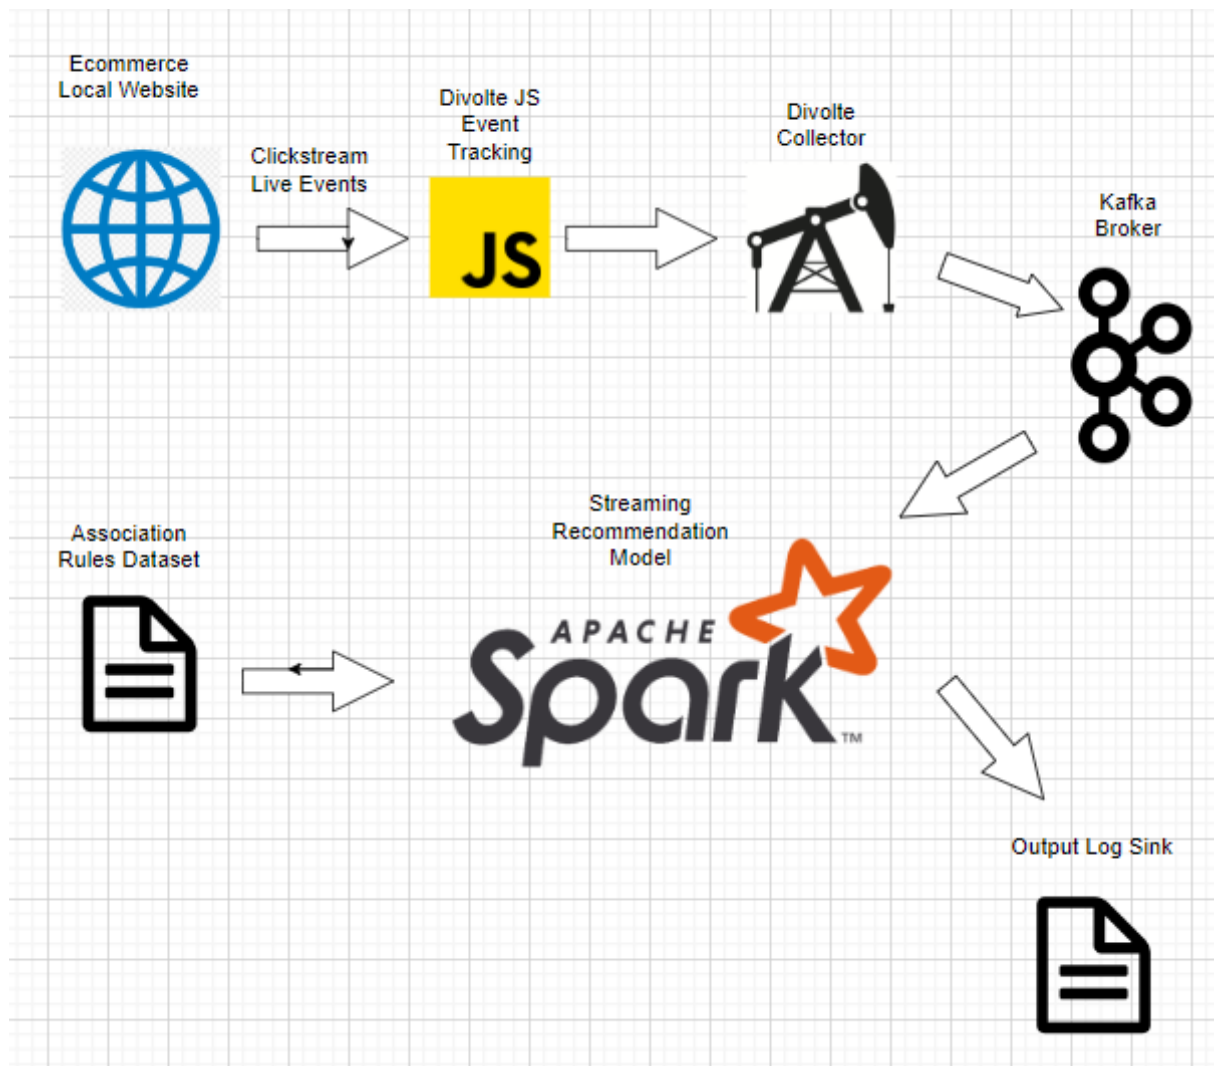 Ecommerce
Local Website
Clickstream
Live Events
Divolte JS
Event
Tracking
JS
Divolte
Collector
Kafka
Broker
Association
Rules Dataset
Streaming
Recommendation
Model
APACHE
Spark
TM
Output Log Sink